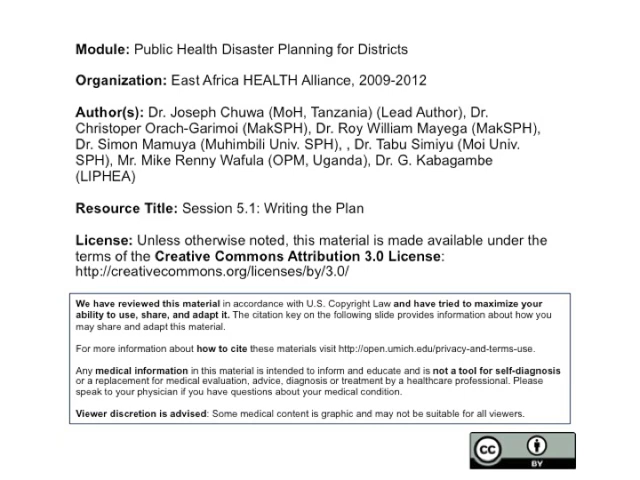 Module: Public Health Disaster Planning for Districts
Organization: East Africa HEALTH Alliance, 2009-2012
Author(s): Dr. Joseph Chuwa (MoH, Tanzania) (Lead Author), Dr.
Christoper Orach-Garimoi (MakSPH), Dr. Roy William Mayega (MakSPH),
Dr. Simon Mamuya (Muhimbili Univ. SPH), , Dr. Tabu Simiyu (Moi Univ.
SPH), Mr. Mike Renny Wafula (OPM, Uganda), Dr. G. Kabagambe
(LIPHEA)
Resource Title: Session 5.1: Writing the Plan
License: Unless otherwise noted, this material is made available under the
terms of the Creative Commons Attribution 3.0 License:
http://creativecommons.org/licenses/by/3.0/
We have reviewed this material in accordance with U.S. Copyright Law and have tried to maximize your
ability to use, share, and adapt it. The citation key on the following slide provides information about how you
may share and adapt this material.
For more information about how to cite these materials visit http://open.umich.edu/privacy-and-terms-use.
Any medical information in this material is intended to inform and educate and is not a tool for self-diagnosis
or a replacement for medical evaluation, advice, diagnosis or treatment by a healthcare professional. Please
speak to your physician if you have questions about your medical condition.
Viewer discretion is advised: Some medical content is graphic and may not be suitable for all viewers.
cc
BY